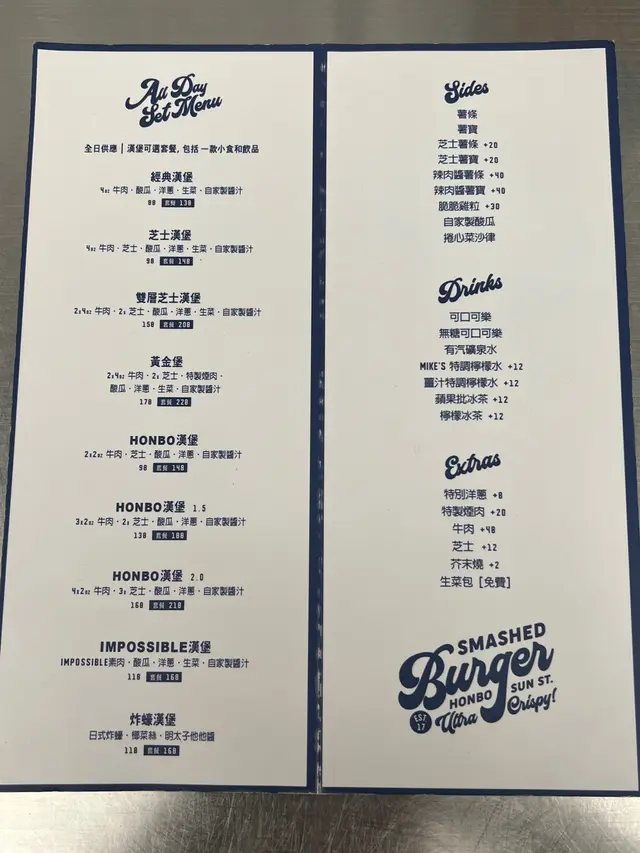 All Day
Set Menu
全日供應 | 漢堡可選套餐, 包括 一款小食和飲品
經典漢堡
4oz 牛肉・酸瓜・洋蔥・生菜・自家製醬汁
88 套餐 138
芝士漢堡
4oz 牛肉・芝士・酸瓜・洋蔥・生菜・自家製醬汁
98 套餐 148
雙層芝士漢堡
2x4oz 牛肉・2x 芝士・酸瓜・洋蔥・生菜・自家製醬汁
158 套餐 208
黃金堡
2x4oz 牛肉・2x 芝士・特製煙肉・
酸瓜・洋蔥・生菜・自家製醬汁
178 套餐 228
HONBO漢堡
2x2oz 牛肉・芝士・酸瓜・洋蔥・自家製醬汁
98 套餐 148
HONBO漢堡 1.5
3x2oz 牛肉・2x 芝士・酸瓜・洋蔥・自家製醬汁
138 套餐 188
HONBO漢堡 2.0
4x2oz 牛肉・3x 芝士・酸瓜・洋蔥・自家製醬汁
168 套餐 218
IMPOSSIBLE漢堡
IMPOSSIBLE素肉・酸瓜・洋蔥・生菜・自家製醬汁
118 套餐 168
炸蠔漢堡
日式炸蠔・椰菜絲・明太子他他醬
118 套餐 168
Sides
薯條
薯寶
芝士薯條 +20
芝士薯寶 +20
辣肉醬薯條 +40
辣肉醬薯寶 +40
脆脆雞粒 +30
自家製酸瓜
捲心菜沙律
Drinks
可口可樂
無糖可口可樂
有汽礦泉水
MIKE'S 特調檸檬水 +12
薑汁特調檸檬水 +12
蘋果批冰茶 +12
檸檬冰茶 +12
Extras
特別洋蔥 +8
特製煙肉 +20
牛肉 +48
芝士 +12
芥末燒 +2
生菜包 [免費]
SMASHED
Burger
HONBO SUN ST.
EST 17
Ultra Crispy!